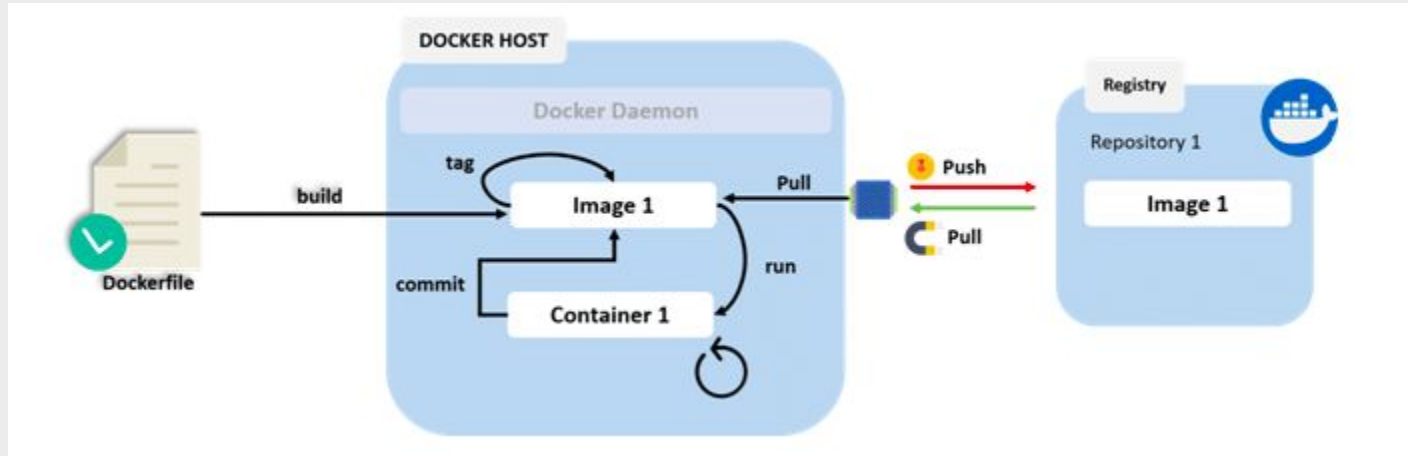 DOCKER HOST
Docker Daemon
tag
Image 1
build
Pull
commit
run
Container 1
Dockerfile
Push
Pull
Registry
Repository 1
Image 1